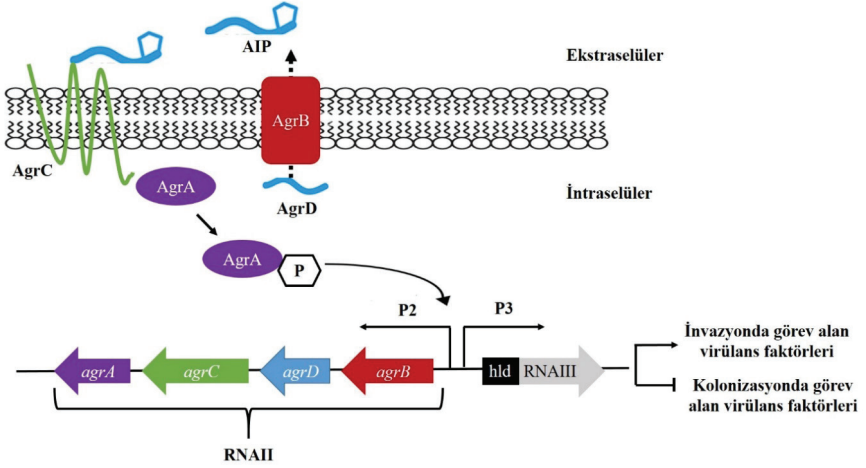 AIP
Ekstraselüler
AgrB
AgrC
AgrA
AgrD
İntraselüler
AgrA
P
P2
P3
agrA
agrC
agrD
agrB
hld
RNAIII
İnvazyonda görev alan
virülans faktörleri
Kolonizasyonda görev
alan virülans faktörleri
RNAII